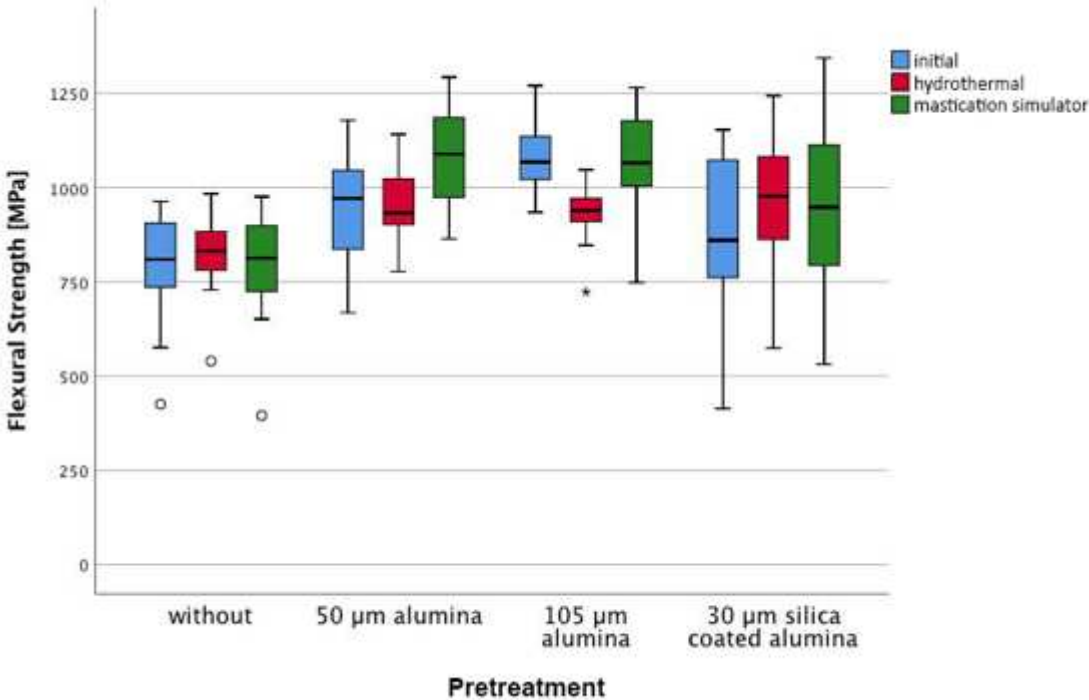 initial
hydrothermal
mastication simulator
Flexural Strength [MPa]
1250
1000
750
500
250
0
without
50 µm alumina
105 µm
alumina
30 µm silica
coated alumina
Pretreatment